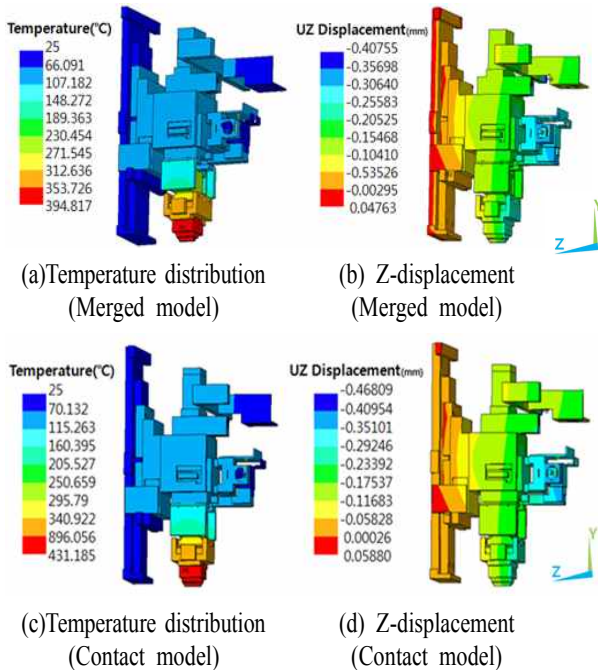 Temperature(℃)
25
66.091
107.182
148.272
189.363
230.454
271.545
312.636
353.726
394.817
UZ Displacement(mm)
-0.40755
-0.35698
-0.30640
-0.25583
-0.20525
-0.15468
-0.10410
-0.53526
-0.00295
0.04763
Y
Z
(a)Temperature distribution
(Merged model)
(b) Z-displacement
(Merged model)
Temperature(℃)
25
70.132
115.263
160.395
205.527
250.659
295.79
340.922
896.056
431.185
UZ Displacement(mm)
-0.46809
-0.40954
-0.35101
-0.29246
-0.23392
-0.17537
-0.11683
-0.05828
0.00026
0.05880
Y
Z
(c)Temperature distribution
(Contact model)
(d) Z-displacement
(Contact model)